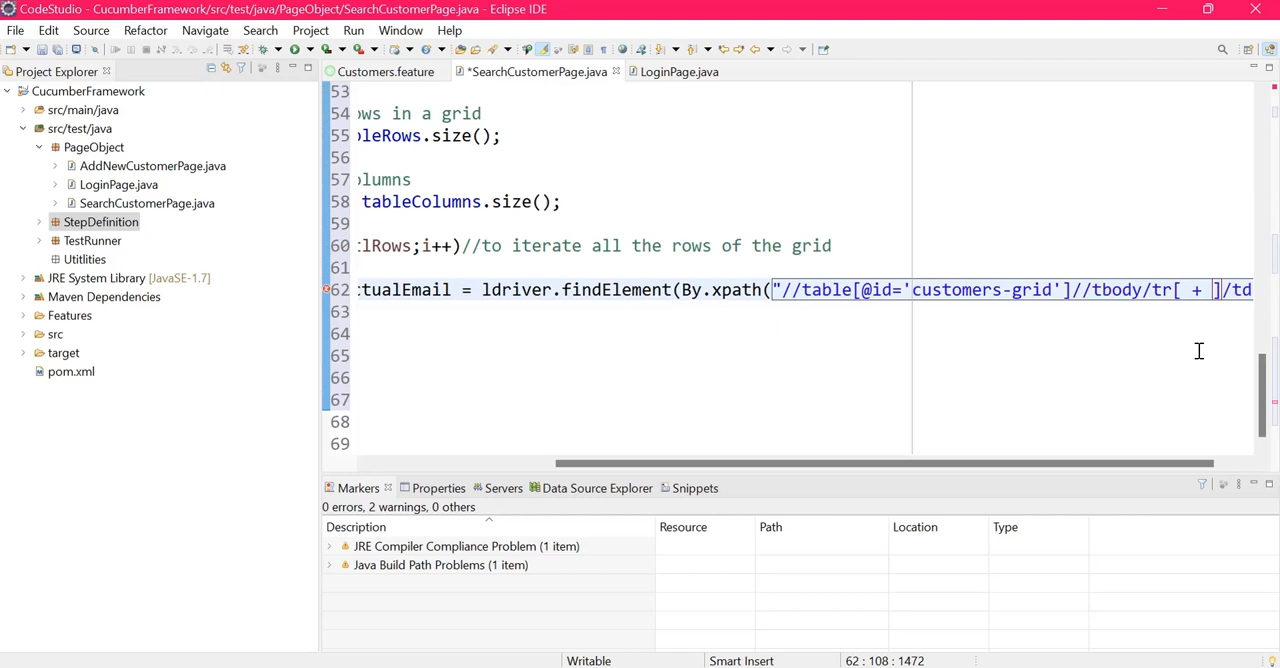 CodeStudio - CucumberFramework/src/test/java/PageObject/SearchCustomerPage.java - Eclipse IDE
File Edit Source Refactor Navigate Search Project Run Window Help
Project Explorer
Customers.feature
*SearchCustomerPage.java
LoginPage.java
CucumberFramework
src/main/java
src/test/java
PageObject
AddNewCustomerPage.java
LoginPage.java
SearchCustomerPage.java
StepDefinition
TestRunner
Utitlities
JRE System Library [JavaSE-1.7]
Maven Dependencies
Features
src
target
pom.xml
53
54 ows in a grid
55 bleRows.size();
56
57 olumns
58 tableColumns.size();
59
60 tlRows;i++)//to iterate all the rows of the grid
61
62 ctualEmail = ldriver.findElement(By.xpath("//table[@id='customers-grid']//tbody/tr[ + ]/td
63
64
65
66
67
68
69
Markers Properties Servers Data Source Explorer Snippets
0 errors, 2 warnings, 0 others
Description Resource Path Location Type
JRE Compiler Compliance Problem (1 item)
Java Build Path Problems (1 item)
Writable Smart Insert 62 : 108 : 1472